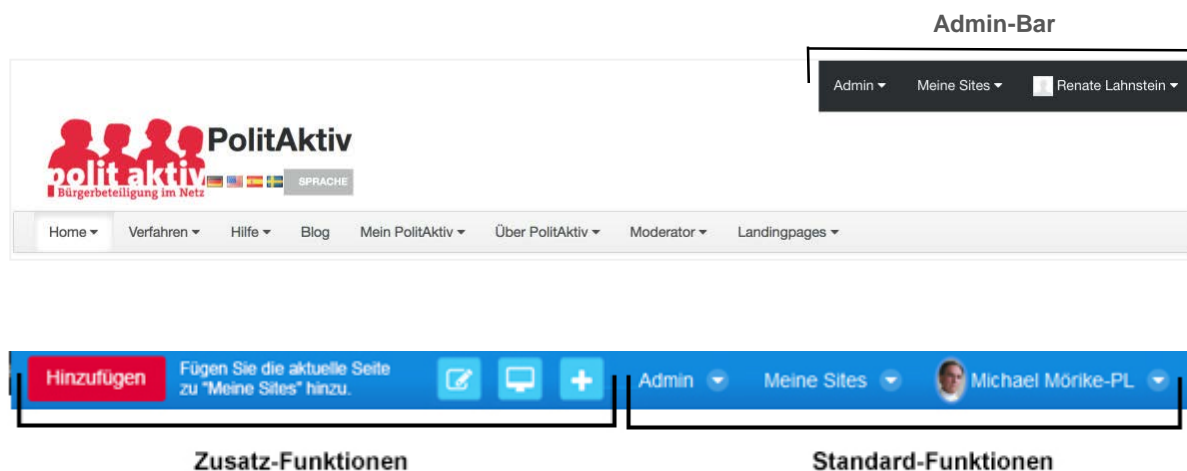 Admin-Bar
Admin Meine Sites Renate Lahnstein
PolitAktiv
polit aktiv
Bürgerbeteiligung im Netz
SPRACHE
Home Verfahren Hilfe Blog Mein PolitAktiv Über PolitAktiv Moderator Landingpages
Hinzufügen
Fügen Sie die aktuelle Seite
zu "Meine Sites" hinzu.
Admin Meine Sites Michael Mörike-PL
Zusatz-Funktionen Standard-Funktionen